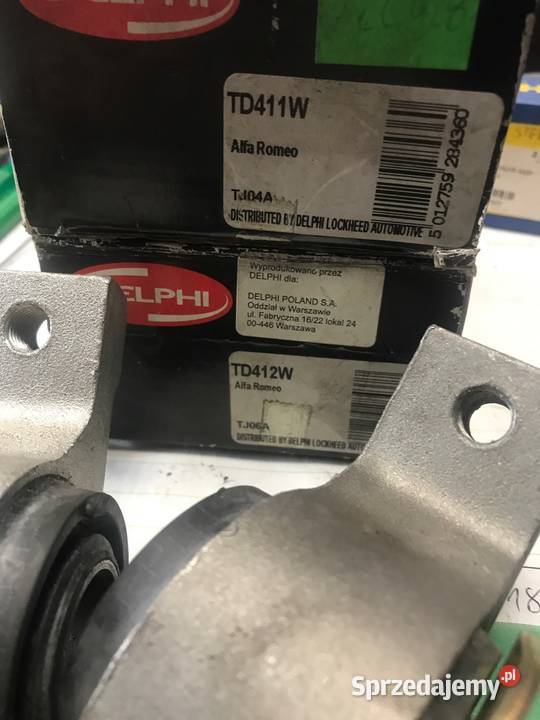 DELPHI
TD411W
Alfa Romeo
TJ04A
DISTRIBUTED BY DELPHI LOCKHEED AUTOMOTIVE
5 012759 284360
DELPHI
Wyprodukowano przez
DELPHI dla:
DELPHI POLAND S.A.
Oddział w Warszawie
ul. Fabryczna 16/22 lokal 24
00-446 Warszawa
TD412W
Alfa Romeo
TJ06A
DISTRIBUTED BY DELPHI LOCKHEED AUTO
18
Sprzedajemy.pl